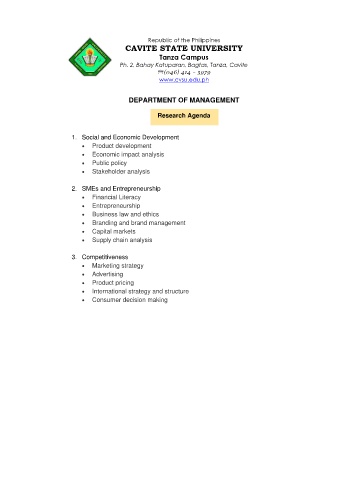 Republic of the Philippines
CAVITE STATE UNIVERSITY
Tanza Campus
Ph. 2, Bahay Katuparan, Bagtas, Tanza, Cavite
☎(046) 414 – 3979
www.cvsu.edu.ph
DEPARTMENT OF MANAGEMENT
Research Agenda
1. Social and Economic Development
• Product development
• Economic impact analysis
• Public policy
• Stakeholder analysis
2. SMEs and Entrepreneurship
• Financial Literacy
• Entrepreneurship
• Business law and ethics
• Branding and brand management
• Capital markets
• Supply chain analysis
3. Competitiveness
• Marketing strategy
• Advertising
• Product pricing
• International strategy and structure
• Consumer decision making